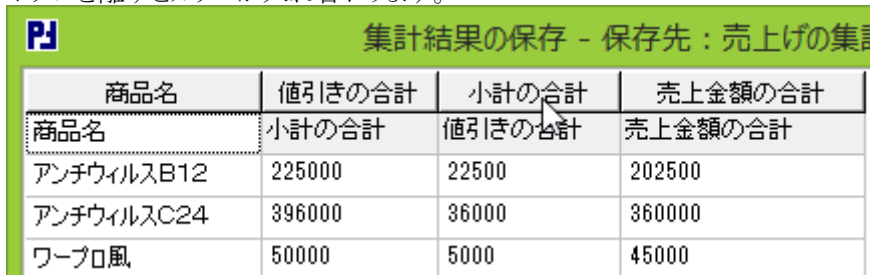 集計結果の保存 - 保存先：売上げの集
商品名 値引きの合計 小計の合計 売上金額の合計
商品名 小計の合計 値引きの合計 売上金額の合計
アンチウィルスB12 225000 22500 202500
アンチウィルスC24 396000 36000 360000
ワープロ風 50000 5000 45000